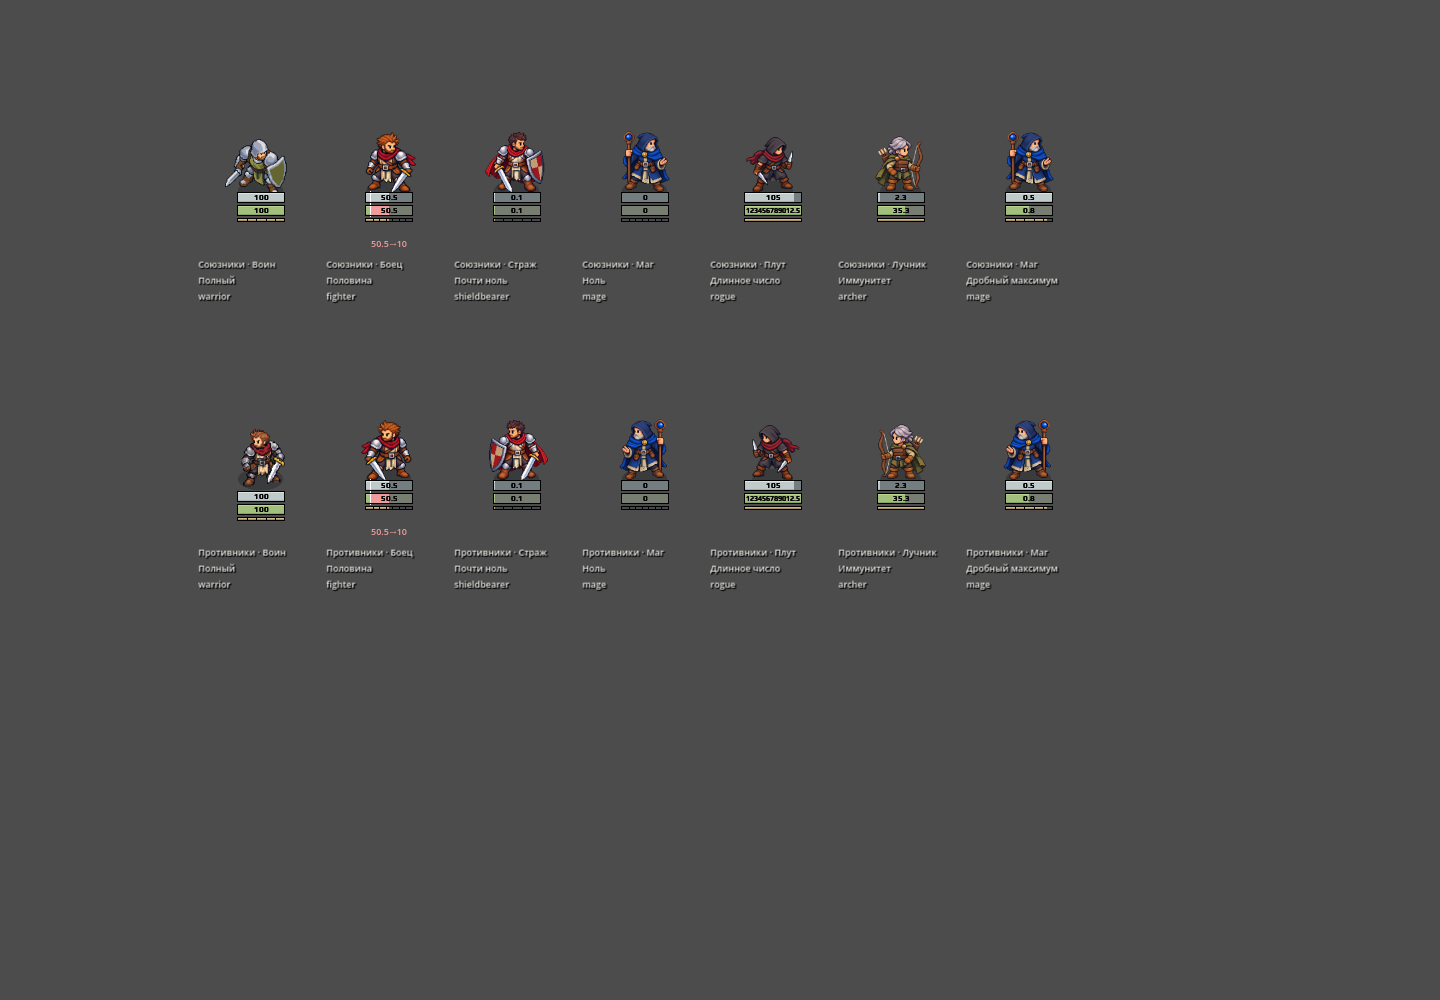 100 50.5 0.1 0 105 2.3 0.5
100 50.5 0.1 0 123456789012.5 35.3 0.8
50.5→10
Союзники · Воин Союзники · Боец Союзники · Страж Союзники · Маг Союзники · Плут Союзники · Лучник Союзники · Маг
Полный Половина Почти ноль Ноль Длинное число Иммунитет Дробный максимум
warrior fighter shieldbearer mage rogue archer mage
100 50.5 0.1 0 105 2.3 0.5
100 50.5 0.1 0 123456789012.5 35.3 0.8
50.5→10
Противники · Воин Противники · Боец Противники · Страж Противники · Маг Противники · Плут Противники · Лучник Противники · Маг
Полный Половина Почти ноль Ноль Длинное число Иммунитет Дробный максимум
warrior fighter shieldbearer mage rogue archer mage